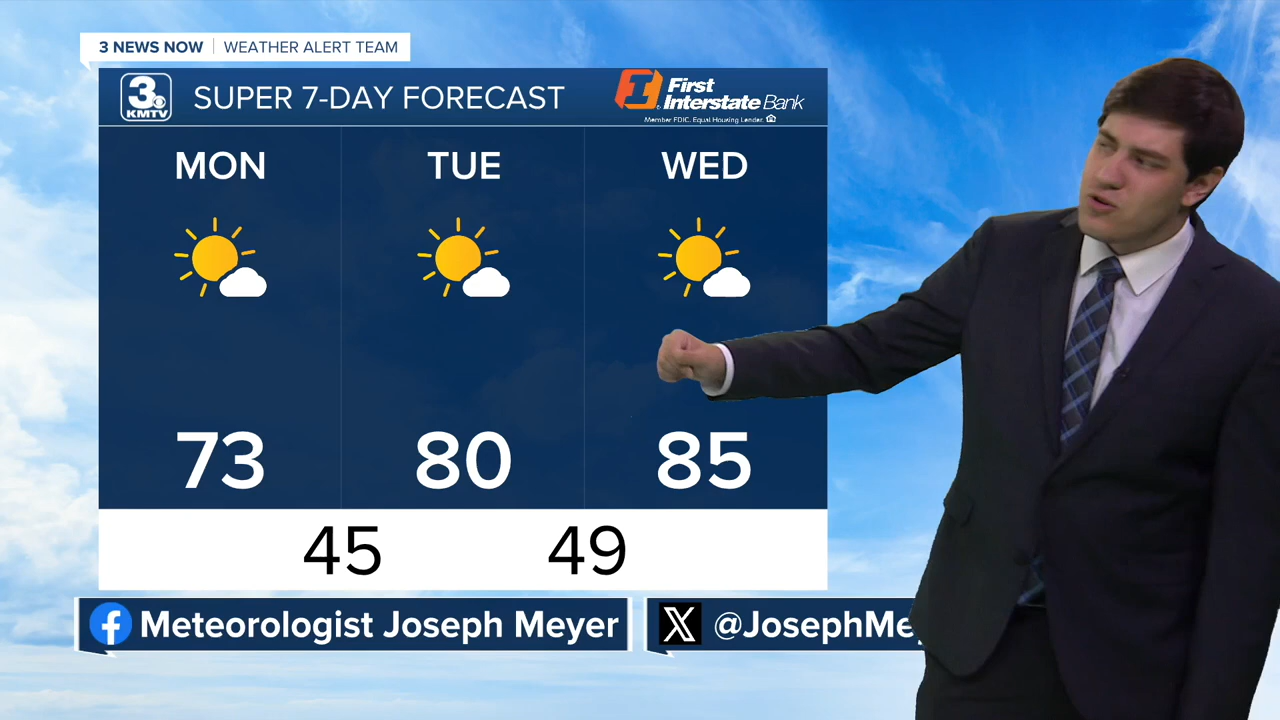 3 NEWS NOW | WEATHER ALERT TEAM
3 KMTV SUPER 7-DAY FORECAST
First
Interstate Bank
Member FDIC. Equal Housing Lender.
MON TUE WED
73 80 85
45 49
Meteorologist Joseph Meyer @JosephMe